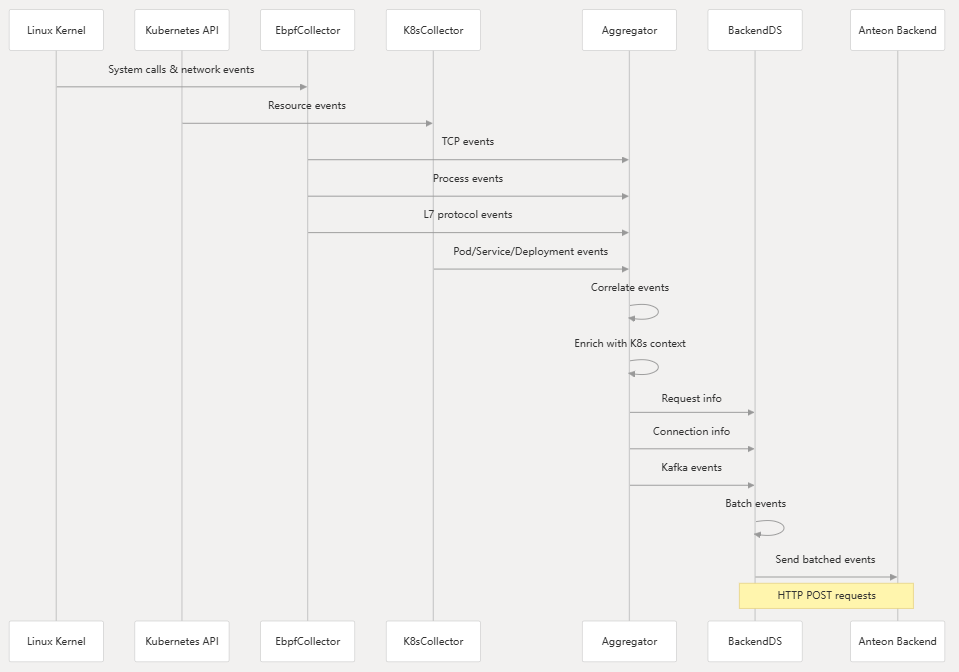 Linux Kernel
Kubernetes API
EbpfCollector
K8sCollector
Aggregator
BackendDS
Anteon Backend
System calls & network events
Resource events
TCP events
Process events
L7 protocol events
Pod/Service/Deployment events
Correlate events
Enrich with K8s context
Request info
Connection info
Kafka events
Batch events
Send batched events
HTTP POST requests
Linux Kernel
Kubernetes API
EbpfCollector
K8sCollector
Aggregator
BackendDS
Anteon Backend